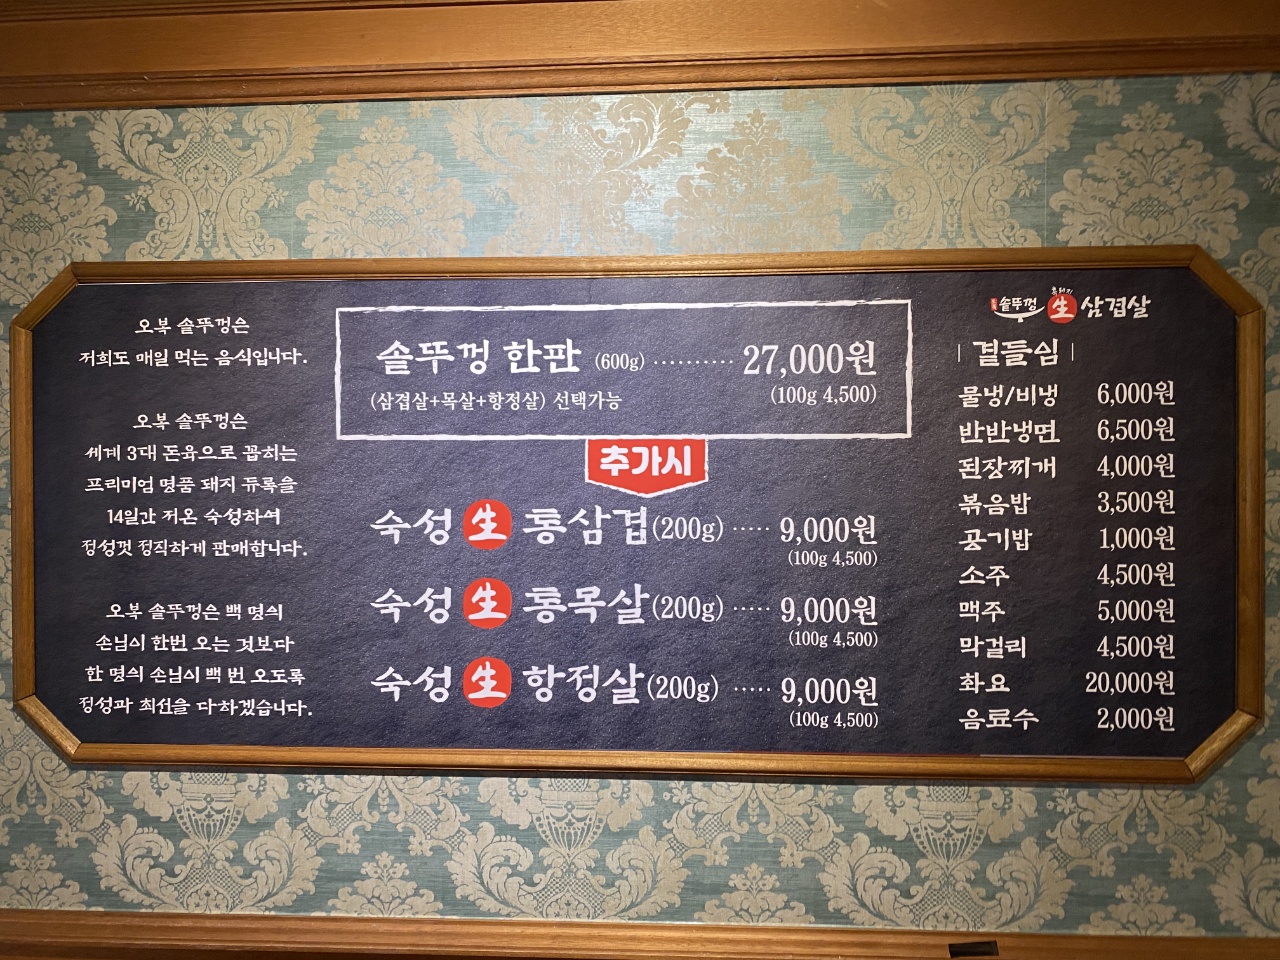 오복 솥뚜껑은
저희도 매일 먹는 음식입니다.
오복 솥뚜껑은
세계 3대 돈육으로 꼽히는
프리미엄 명품 돼지 듀록을
14일간 저온 숙성하여
정성껏 정직하게 판매합니다.
오복 솥뚜껑은 백 명의
손님이 한번 오는 것보다
한 명의 손님이 백 번 오도록
정성과 최선을 다하겠습니다.
솥뚜껑 한판 (600g) ·········· 27,000원
(삼겹살+목살+항정살) 선택가능 (100g 4,500)
추가시
숙성 生 통삼겹(200g) ····· 9,000원
(100g 4,500)
숙성 生 통목살(200g) ····· 9,000원
(100g 4,500)
숙성 生 항정살(200g) ····· 9,000원
(100g 4,500)
솥뚜껑 生 삼겹살
| 곁들임 |
물냉/비냉 6,000원
반반냉면 6,500원
된장찌개 4,000원
볶음밥 3,500원
공기밥 1,000원
소주 4,500원
맥주 5,000원
막걸리 4,500원
화요 20,000원
음료수 2,000원